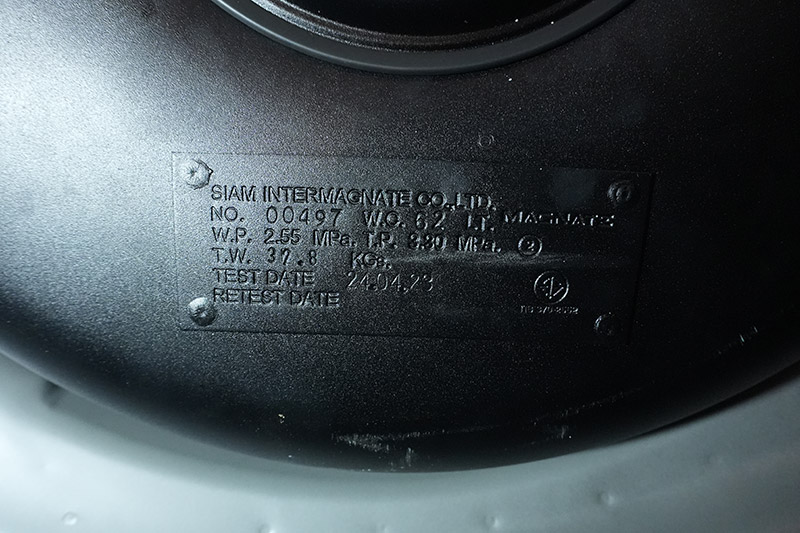 SIAM INTERMAGNATE CO.,LTD.
NO. 00497 W.C. 62 LT. MAGNATE
W.P. 2.55 MPa. T.P. 3.30 MPa. 2
T.W. 37.8 KGs.
TEST DATE 24.04.23
RETEST DATE